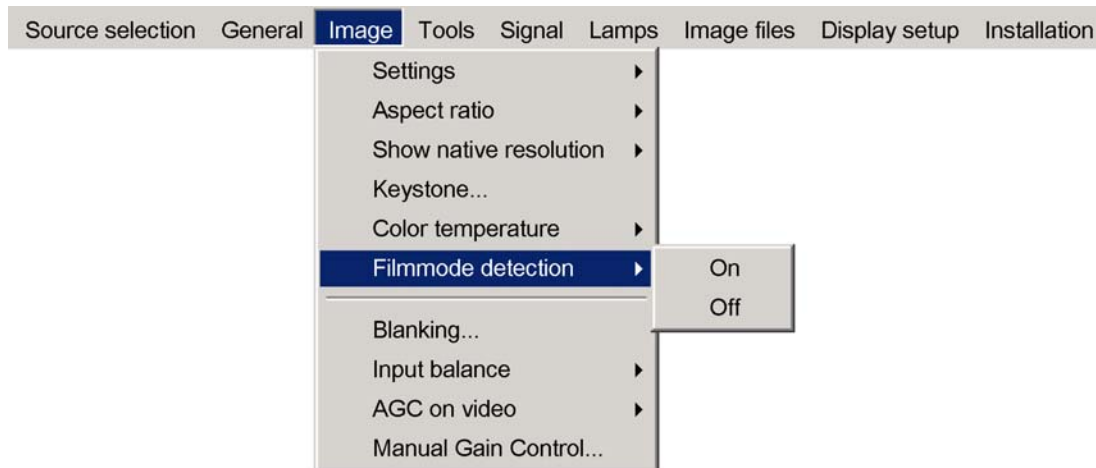 Source selection General Image Tools Signal Lamps Image files Display setup Installation
Settings
Aspect ratio
Show native resolution
Keystone...
Color temperature
Filmmode detection
On
Off
Blanking...
Input balance
AGC on video
Manual Gain Control...